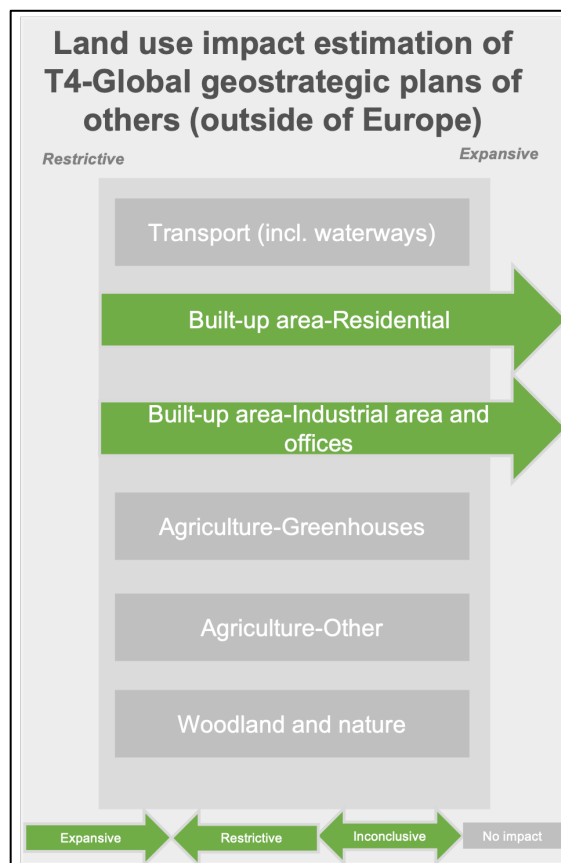 Land use impact estimation of
T4-Global geostrategic plans of
others (outside of Europe)
Restrictive
Expansive
Transport (incl. waterways)
Built-up area-Residential
Built-up area-Industrial area and
offices
Agriculture-Greenhouses
Agriculture-Other
Woodland and nature
Expansive
Restrictive
Inconclusive
No impact